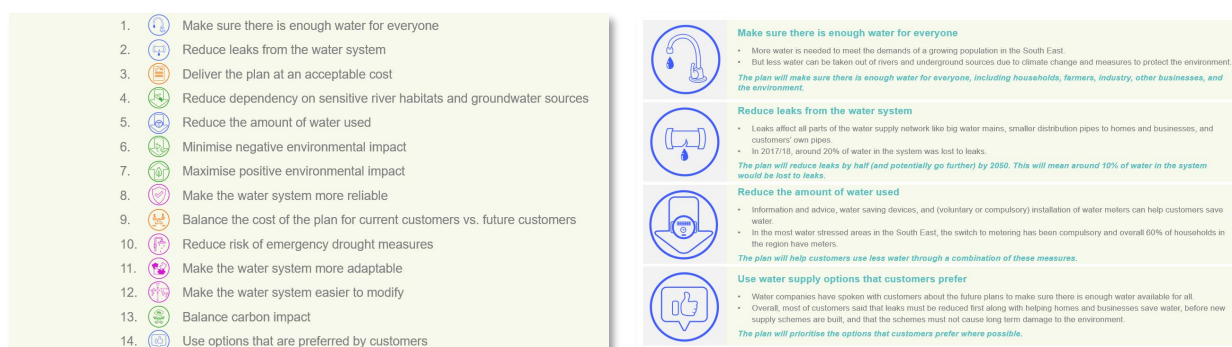 1. Make sure there is enough water for everyone
2. Reduce leaks from the water system
3. Deliver the plan at an acceptable cost
4. Reduce dependency on sensitive river habitats and groundwater sources
5. Reduce the amount of water used
6. Minimise negative environmental impact
7. Maximise positive environmental impact
8. Make the water system more reliable
9. Balance the cost of the plan for current customers vs. future customers
10. Reduce risk of emergency drought measures
11. Make the water system more adaptable
12. Make the water system easier to modify
13. Balance carbon impact
14. Use options that are preferred by customers
Make sure there is enough water for everyone
• More water is needed to meet the demands of a growing population in the South East.
• But less water can be taken out of rivers and underground sources due to climate change and measures to protect the environment.
The plan will make sure there is enough water for everyone, including households, farmers, industry, other businesses, and
the environment.
Reduce leaks from the water system
• Leaks affect all parts of the water supply network like big water mains, smaller distribution pipes to homes and businesses, and
customers' own pipes.
• In 2017/18, around 20% of water in the system was lost to leaks.
The plan will reduce leaks by half (and potentially go further) by 2050. This will mean around 10% of water in the system
would be lost to leaks.
Reduce the amount of water used
• Information and advice, water saving devices, and (voluntary or compulsory) installation of water meters can help customers save
water.
• In the most water stressed areas in the South East, the switch to metering has been compulsory and overall 60% of households in
the region have meters.
The plan will help customers use less water through a combination of these measures.
Use water supply options that customers prefer
• Water companies have spoken with customers about the future plans to make sure there is enough water available for all.
• Overall, most of customers said that leaks must be reduced first along with helping homes and businesses save water, before new
supply schemes are built, and that the schemes must not cause long term damage to the environment.
The plan will prioritise the options that customers prefer where possible.